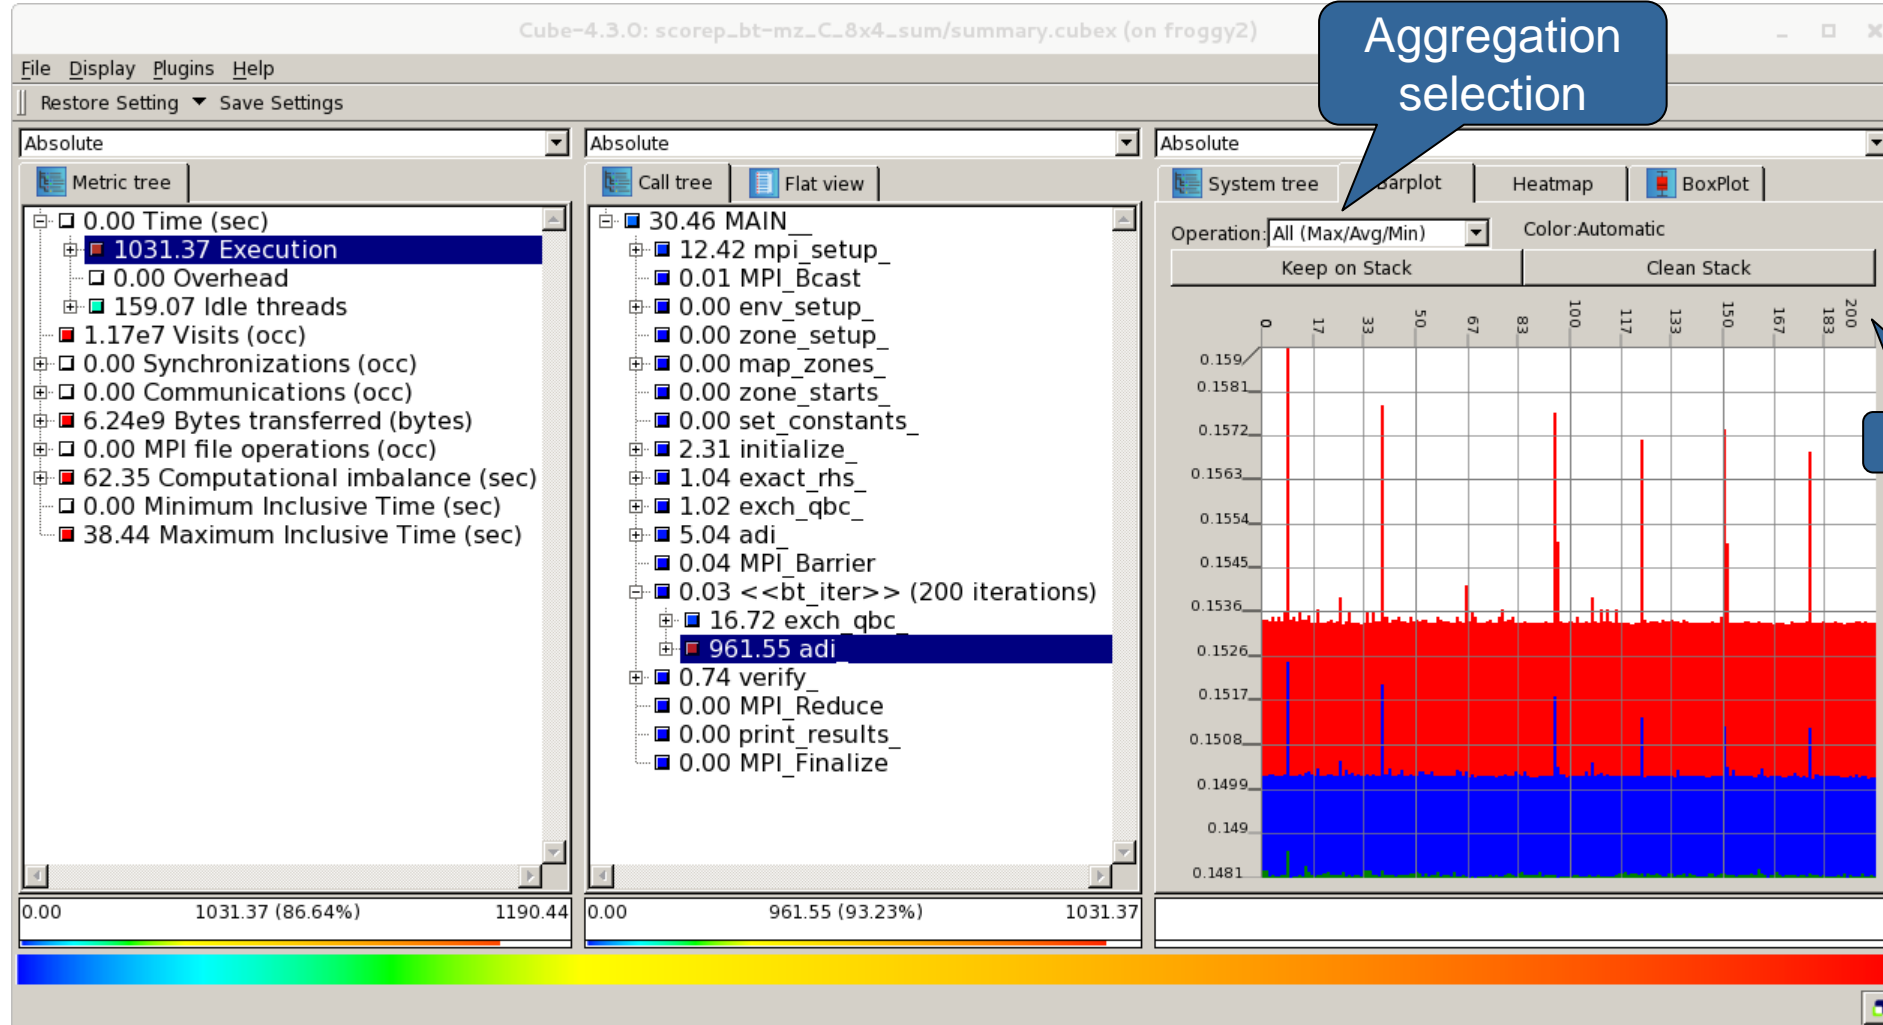 Cube-4.3.0: scorep_bt-mz_C_8x4_sum/summary.cubex (on froggy2)
Aggregation
selection
File Display Plugins Help
Restore Setting Save Settings
Absolute
Metric tree
0.00 Time (sec)
1031.37 Execution
0.00 Overhead
159.07 Idle threads
1.17e7 Visits (occ)
0.00 Synchronizations (occ)
0.00 Communications (occ)
6.24e9 Bytes transferred (bytes)
0.00 MPI file operations (occ)
62.35 Computational imbalance (sec)
0.00 Minimum Inclusive Time (sec)
38.44 Maximum Inclusive Time (sec)
0.00 1031.37 (86.64%) 1190.44
Absolute
Call tree Flat view
30.46 MAIN__
12.42 mpi_setup_
0.01 MPI_Bcast
0.00 env_setup_
0.00 zone_setup_
0.00 map_zones_
0.00 zone_starts_
0.00 set_constants_
2.31 initialize_
1.04 exact_rhs_
1.02 exch_qbc_
5.04 adi_
0.04 MPI_Barrier
0.03 <<bt_iter>> (200 iterations)
16.72 exch_qbc_
961.55 adi_
0.74 verify_
0.00 MPI_Reduce
0.00 print_results_
0.00 MPI_Finalize
0.00 961.55 (93.23%) 1031.37
Absolute
System tree Barplot Heatmap BoxPlot
Operation: All (Max/Avg/Min) Color:Automatic
Keep on Stack Clean Stack
0 17 33 50 67 83 100 117 133 150 167 183 200
0.159
0.1581
0.1572
0.1563
0.1554
0.1545
0.1536
0.1526
0.1517
0.1508
0.1499
0.149
0.1481